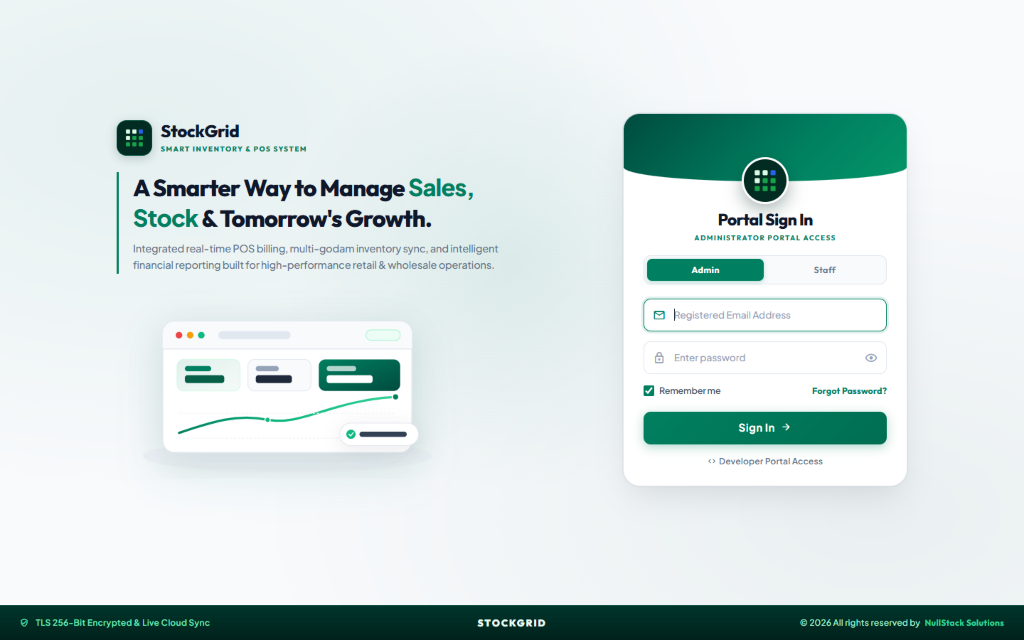 StockGrid
SMART INVENTORY & POS SYSTEM
A Smarter Way to Manage Sales,
Stock & Tomorrow's Growth.
Integrated real-time POS billing, multi-godam inventory sync, and intelligent
financial reporting built for high-performance retail & wholesale operations.
Portal Sign In
ADMINISTRATOR PORTAL ACCESS
Admin
Staff
Registered Email Address
Enter password
Remember me
Forgot Password?
Sign In →
Developer Portal Access
TLS 256-Bit Encrypted & Live Cloud Sync
STOCKGRID
© 2026 All rights reserved by NullStack Solutions